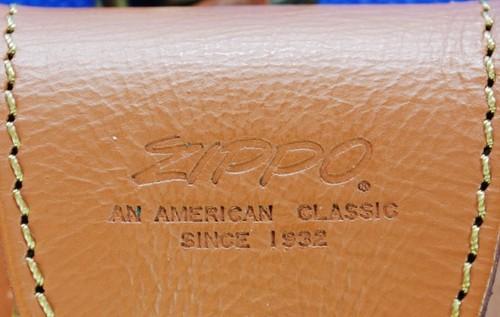 ZIPPO®
AN AMERICAN CLASSIC
SINCE 1932